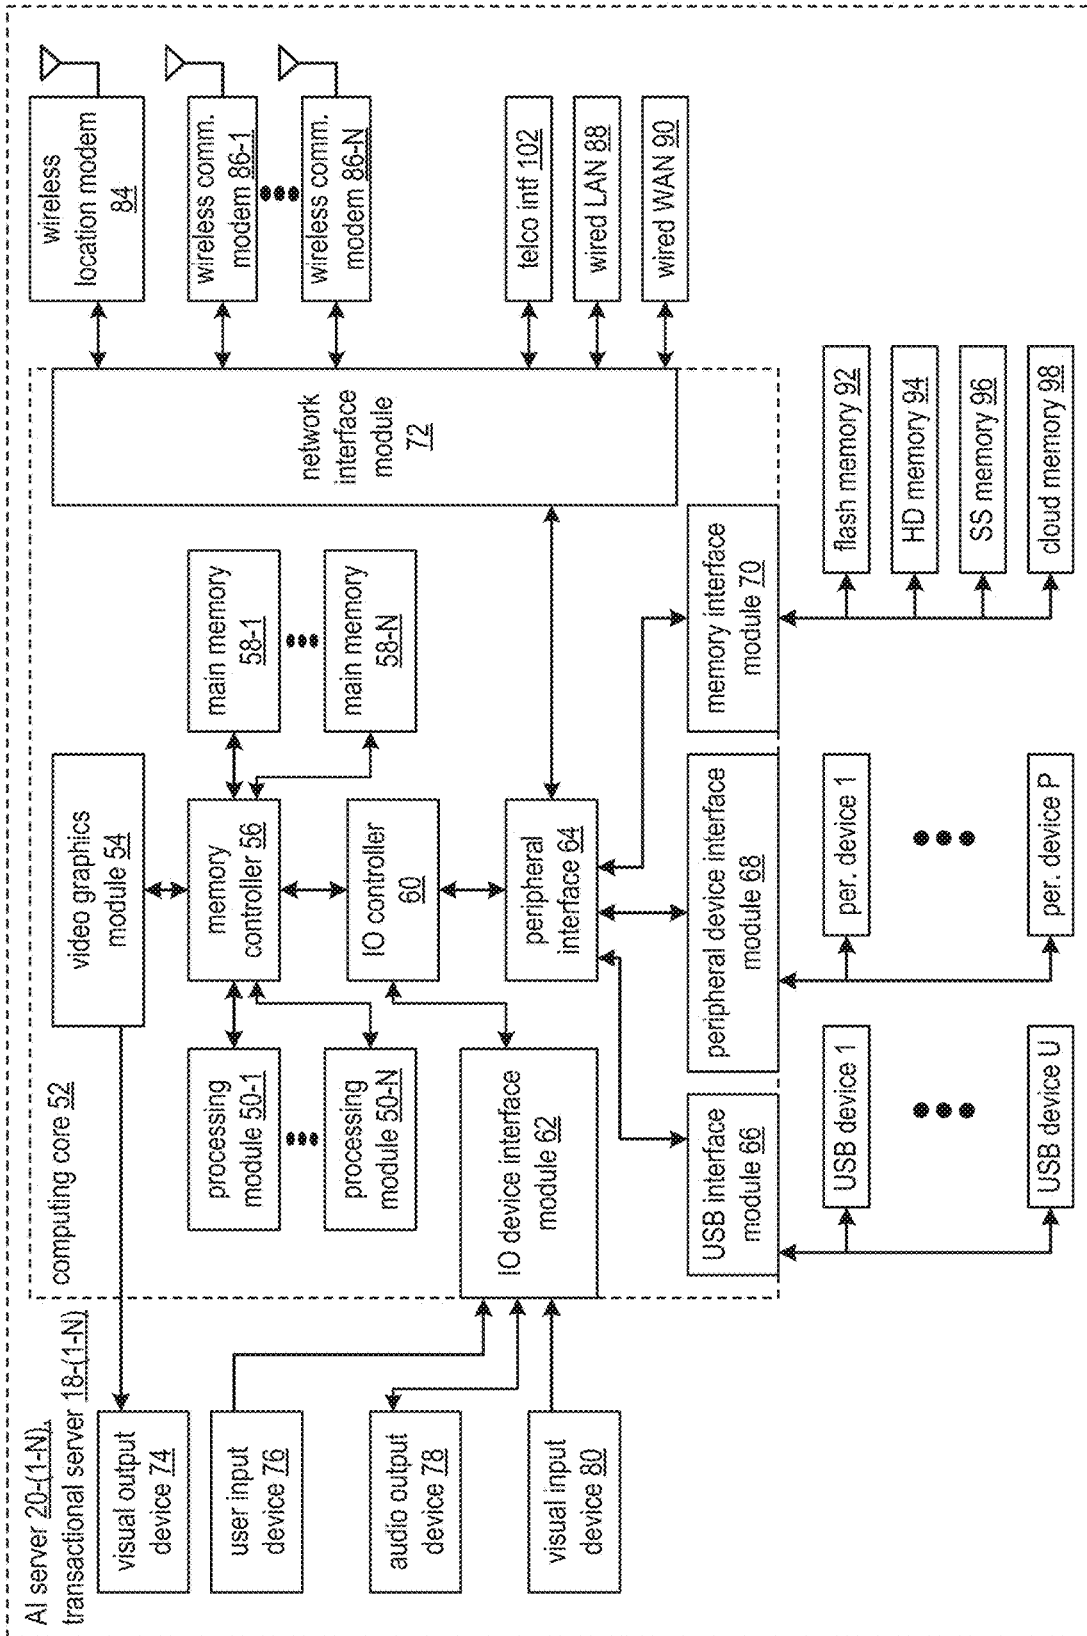 AI server 20-(1-N),
transactional server 18-(1-N)
computing core 52
visual output
device 74
user input
device 76
audio output
device 78
visual input
device 80
video graphics
module 54
processing
module 50-1
processing
module 50-N
memory
controller 56
main memory
58-1
main memory
58-N
IO controller
60
IO device interface
module 62
peripheral
interface 64
USB interface
module 66
peripheral device interface
module 68
memory interface
module 70
network
interface
module
72
wireless
location modem
84
wireless comm.
modem 86-1
wireless comm.
modem 86-N
telco intf 102
wired LAN 88
wired WAN 90
USB device 1
USB device U
per. device 1
per. device P
flash memory 92
HD memory 94
SS memory 96
cloud memory 98